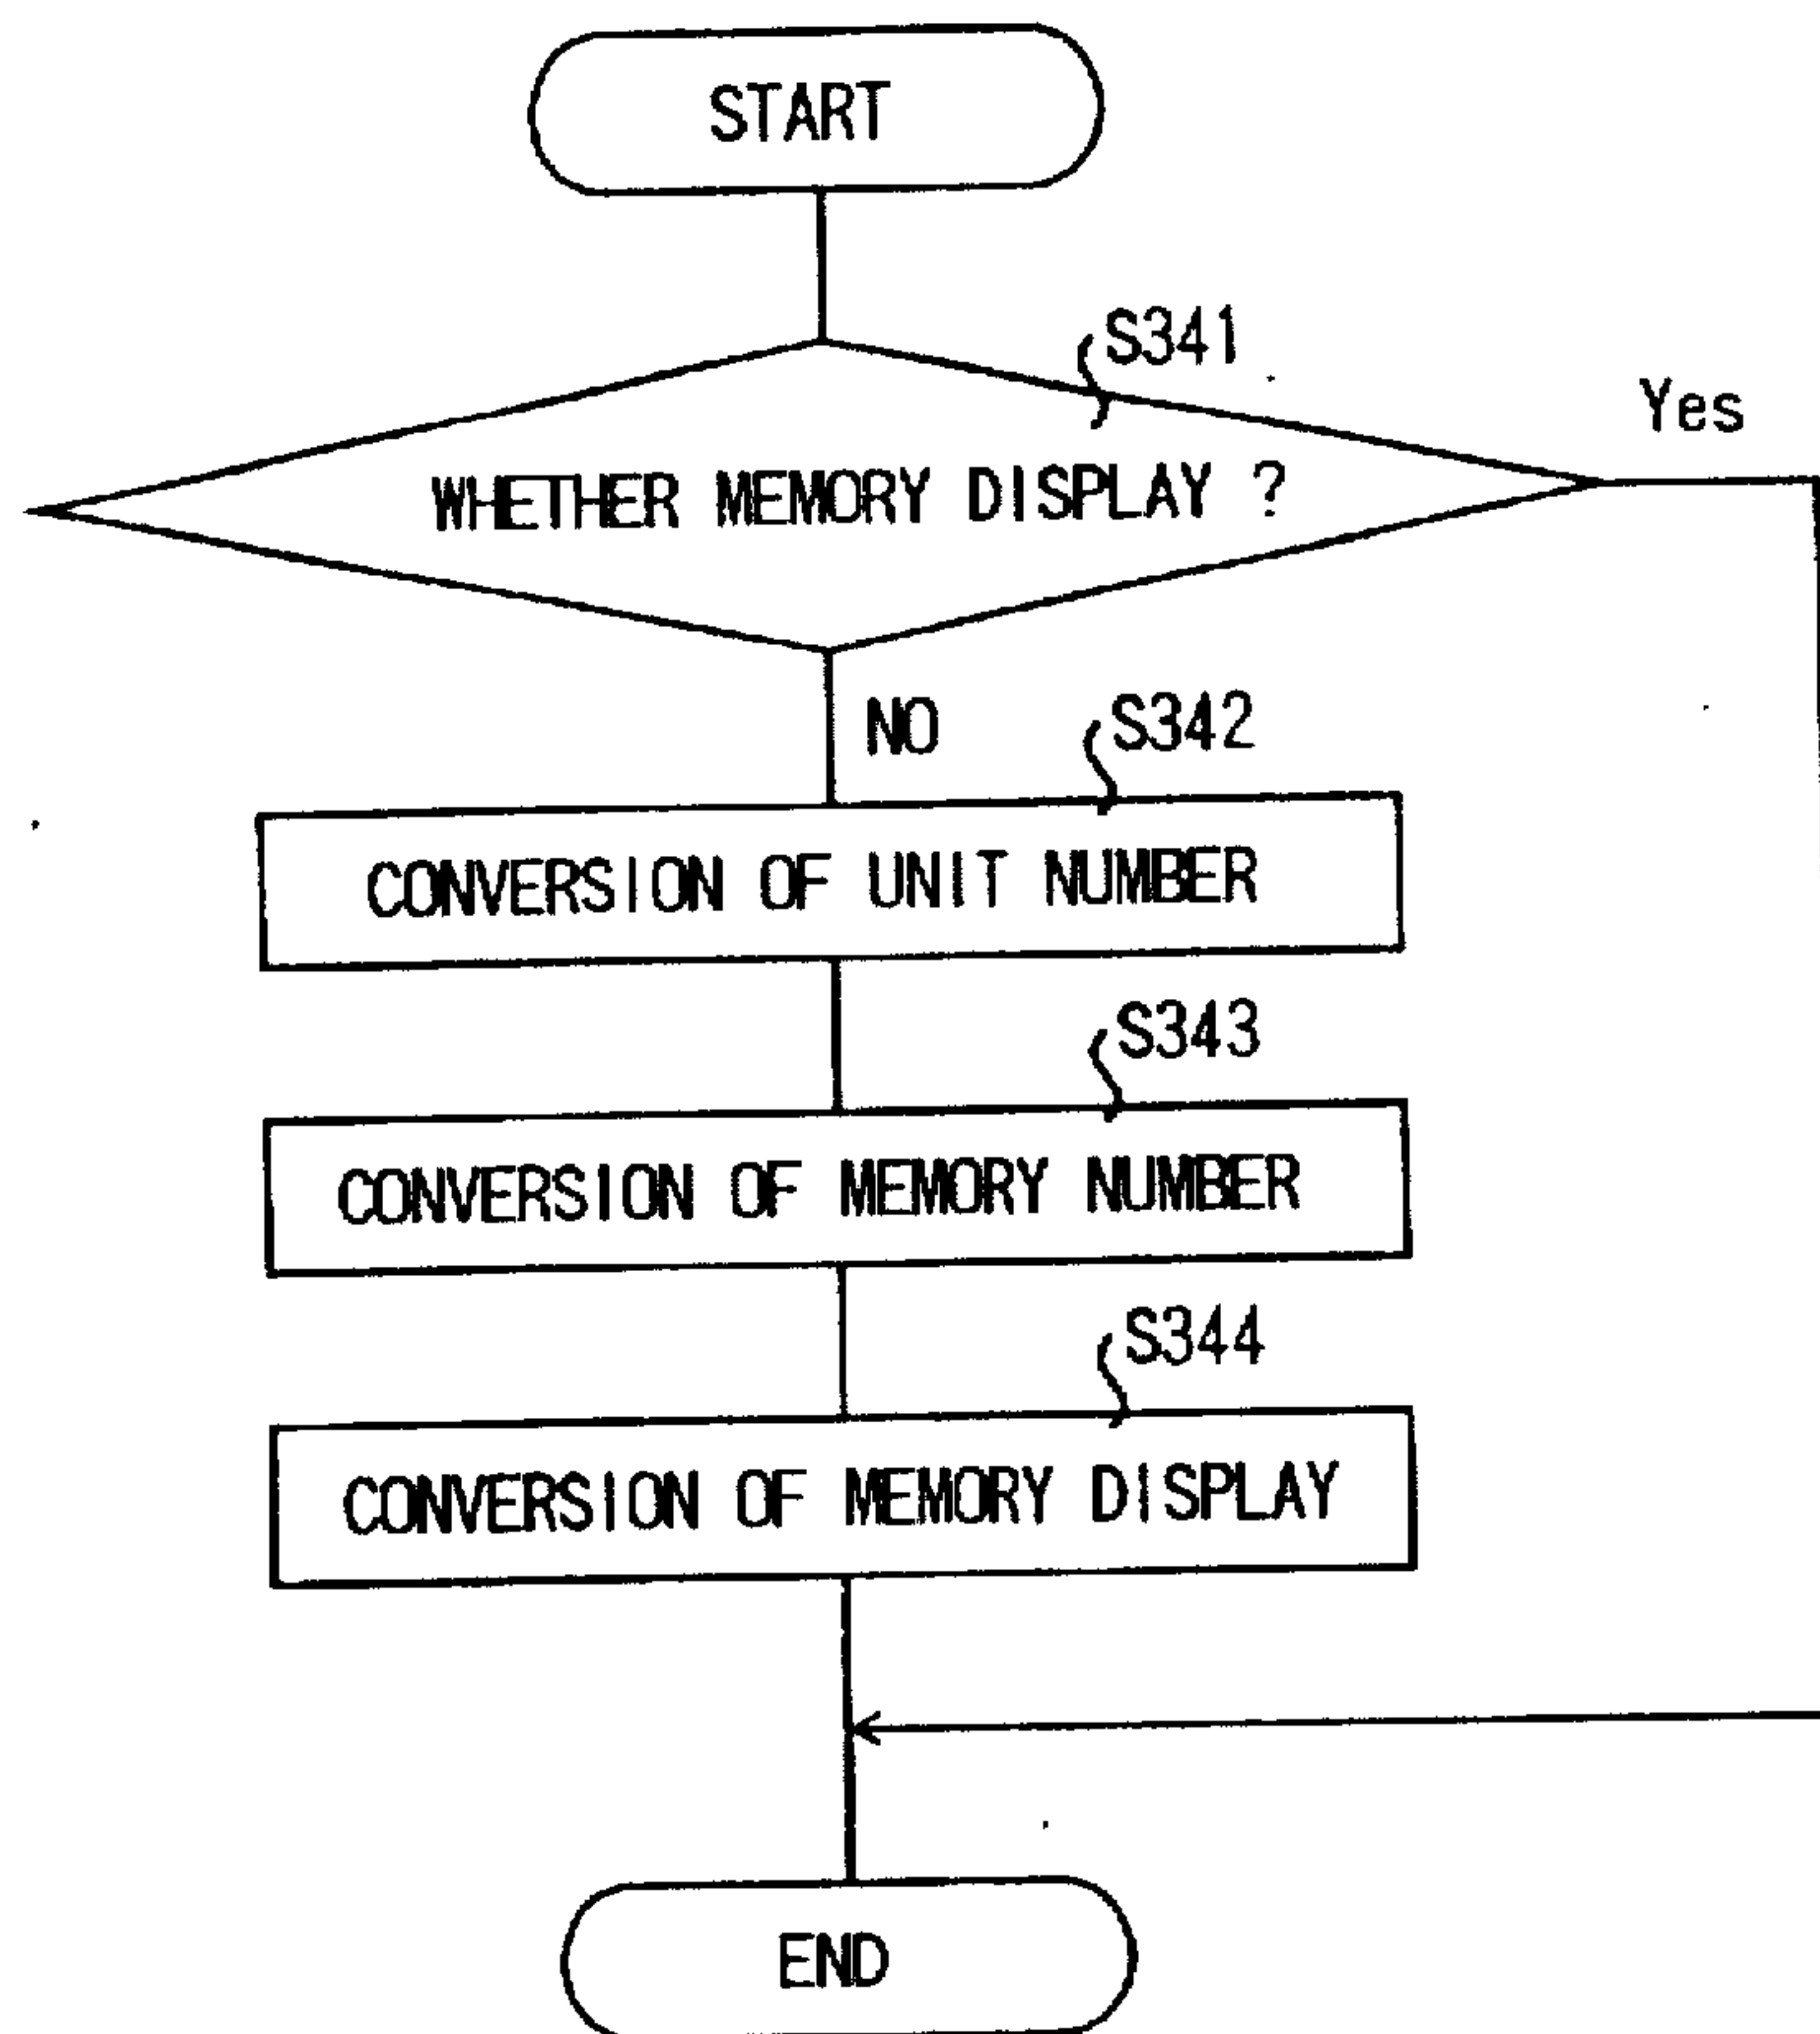 START
S341
Yes
WHETHER MEMORY DISPLAY ?
NO
S342
CONVERSION OF UNIT NUMBER
S343
CONVERSION OF MEMORY NUMBER
S344
CONVERSION OF MEMORY DISPLAY
END